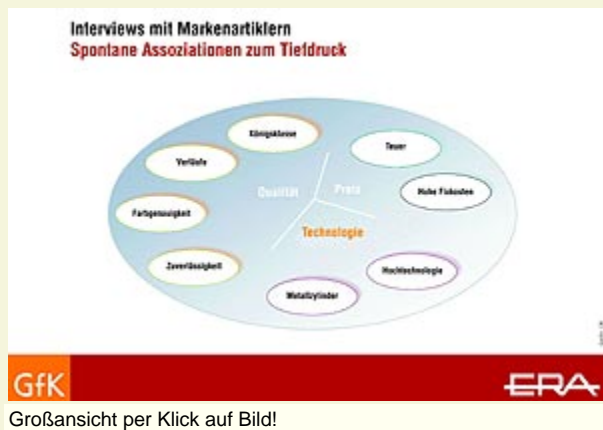 Interviews mit Markenartiklern
Spontane Assoziationen zum Tiefdruck
Königsklasse
Teuer
Verläufe
Qualität
Preis
Hohe Fixkosten
Farbgenauigkeit
Technologie
Zuverlässigkeit
Hochtechnologie
Metallzylinder
GfK
ERA
Großansicht per Klick auf Bild!